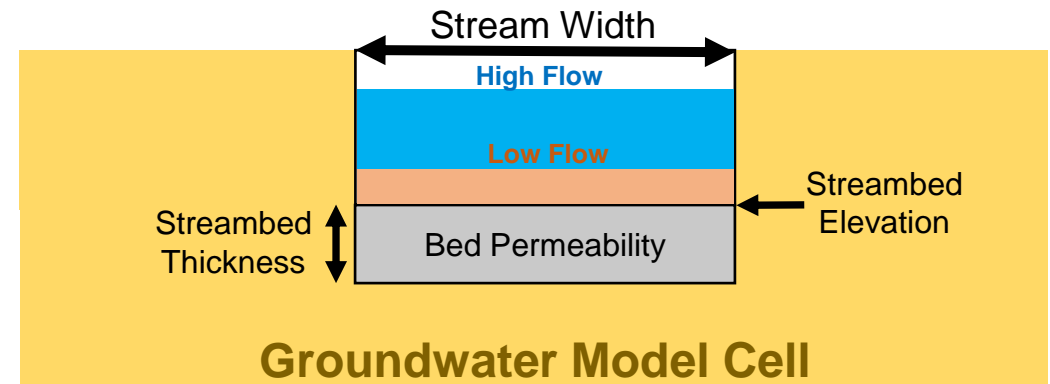 Stream Width
High Flow
Low Flow
Streambed
Elevation
Streambed
Thickness
Bed Permeability
Groundwater Model Cell